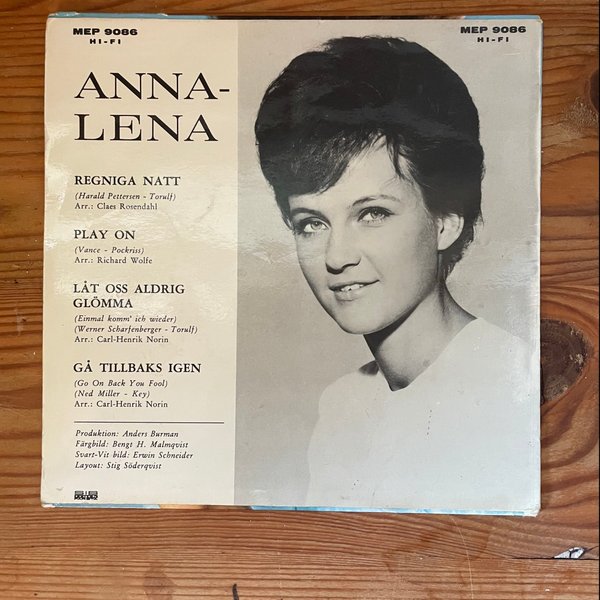 MEP 9086
HI-FI
MEP 9086
HI-FI
ANNA-
LENA
REGNIGA NATT
(Harald Pettersen - Torulf)
Arr.: Claes Rosendahl
PLAY ON
(Vance - Pockriss)
Arr.: Richard Wolfe
LÅT OSS ALDRIG
GLÖMMA
(Einmal komm' ich wieder)
(Werner Scharfenberger - Torulf)
Arr.: Carl-Henrik Norin
GÅ TILLBAKS IGEN
(Go On Back You Fool)
(Ned Miller - Key)
Arr.: Carl-Henrik Norin
Produktion: Anders Burman
Färgbild: Bengt H. Malmqvist
Svart-Vit bild: Erwin Schneider
Layout: Stig Söderqvist